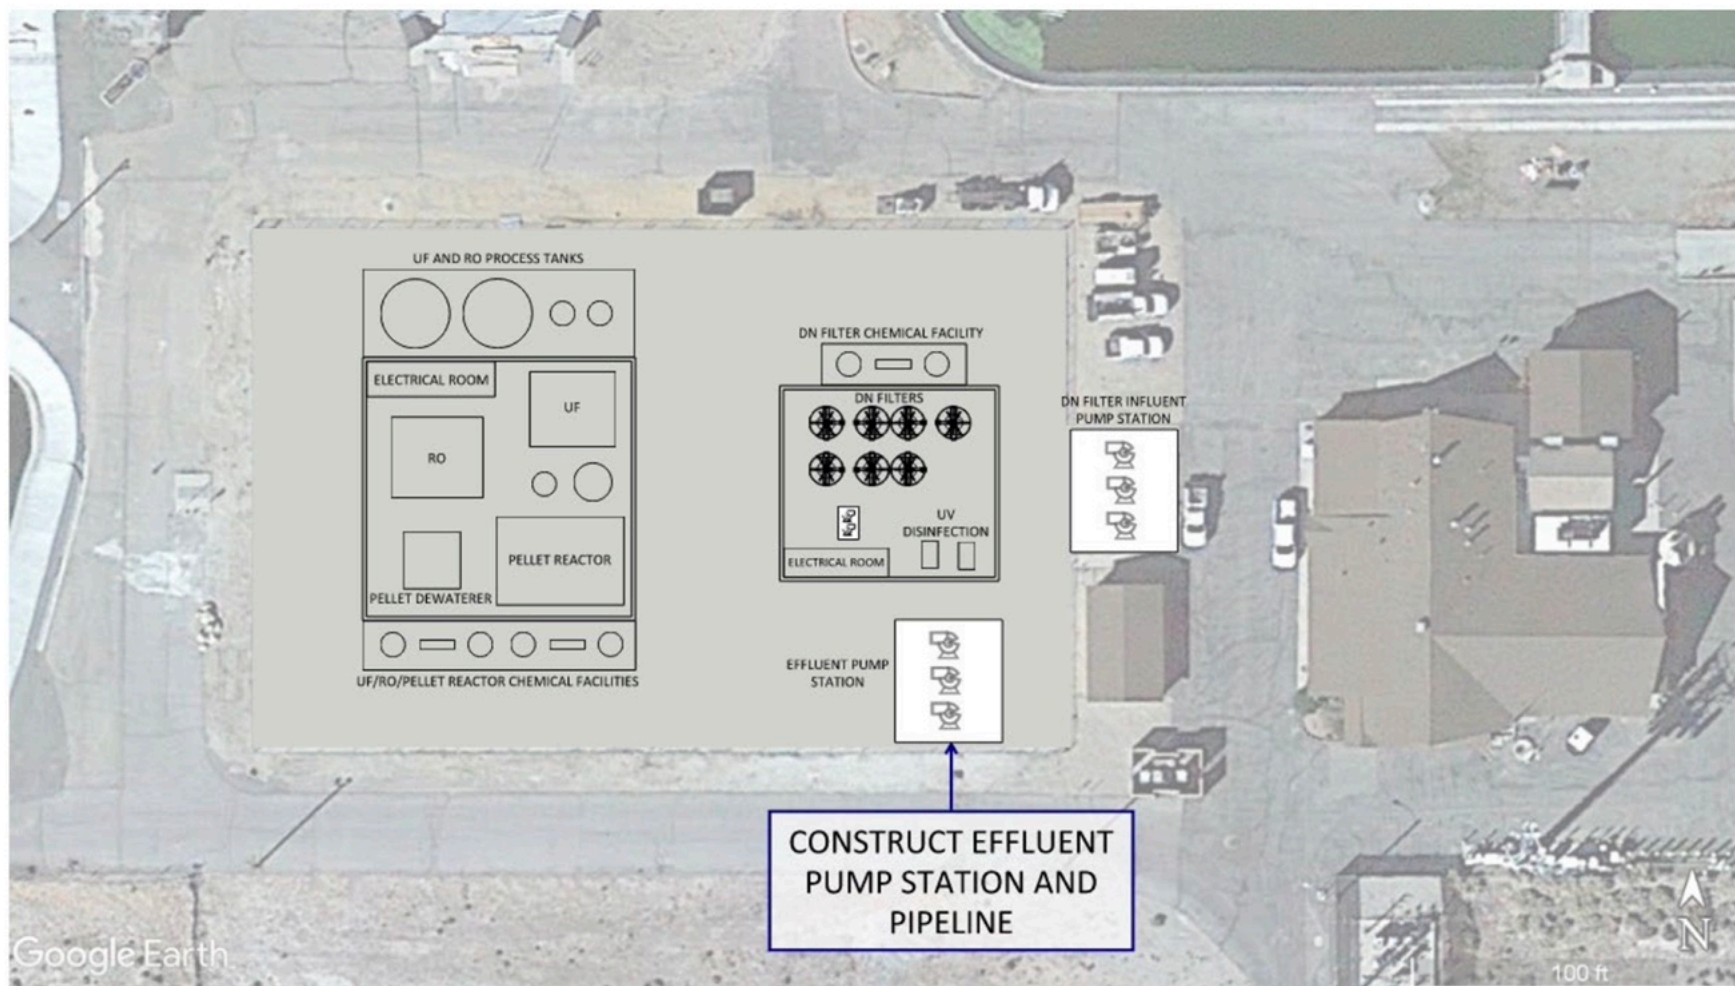 UF AND RO PROCESS TANKS
ELECTRICAL ROOM
UF
RO
PELLET REACTOR
PELLET DEWATERER
UF/RO/PELLET REACTOR CHEMICAL FACILITIES
DN FILTER CHEMICAL FACILITY
DN FILTERS
UV
DISINFECTION
ELECTRICAL ROOM
DN FILTER INFLUENT
PUMP STATION
EFFLUENT PUMP
STATION
CONSTRUCT EFFLUENT
PUMP STATION AND
PIPELINE
Google Earth
N
100 ft